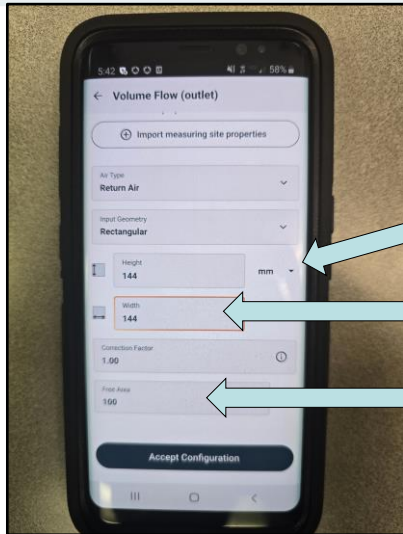 5:42
58%
← Volume Flow (outlet)
Import measuring site properties
Air Type
Return Air
Input Geometry
Rectangular
Height
144
mm
Width
144
Correction Factor
1.00
Free Area
100
Accept Configuration